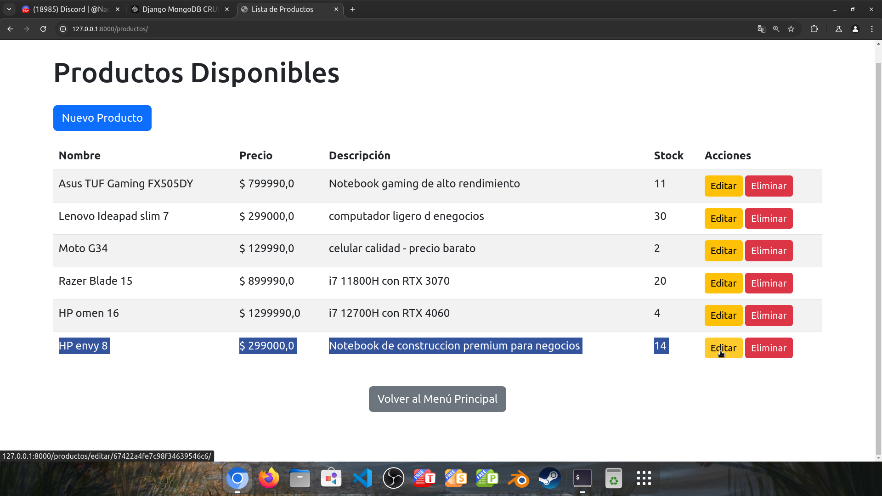 (18985) Discord | @Na
Django MongoDB CRU
Lista de Productos
127.0.0.1:8000/productos/
Productos Disponibles
Nuevo Producto
Nombre Precio Descripción Stock Acciones
Asus TUF Gaming FX505DY $ 799990,0 Notebook gaming de alto rendimiento 11 Editar Eliminar
Lenovo Ideapad slim 7 $ 299000,0 computador ligero d enegocios 30 Editar Eliminar
Moto G34 $ 129990,0 celular calidad - precio barato 2 Editar Eliminar
Razer Blade 15 $ 899990,0 i7 11800H con RTX 3070 20 Editar Eliminar
HP omen 16 $ 1299990,0 i7 12700H con RTX 4060 4 Editar Eliminar
HP envy 8 $ 299000,0 Notebook de construccion premium para negocios 14 Editar Eliminar
Volver al Menú Principal
127.0.0.1:8000/productos/editar/67422a4fe7c98f34639546c6/